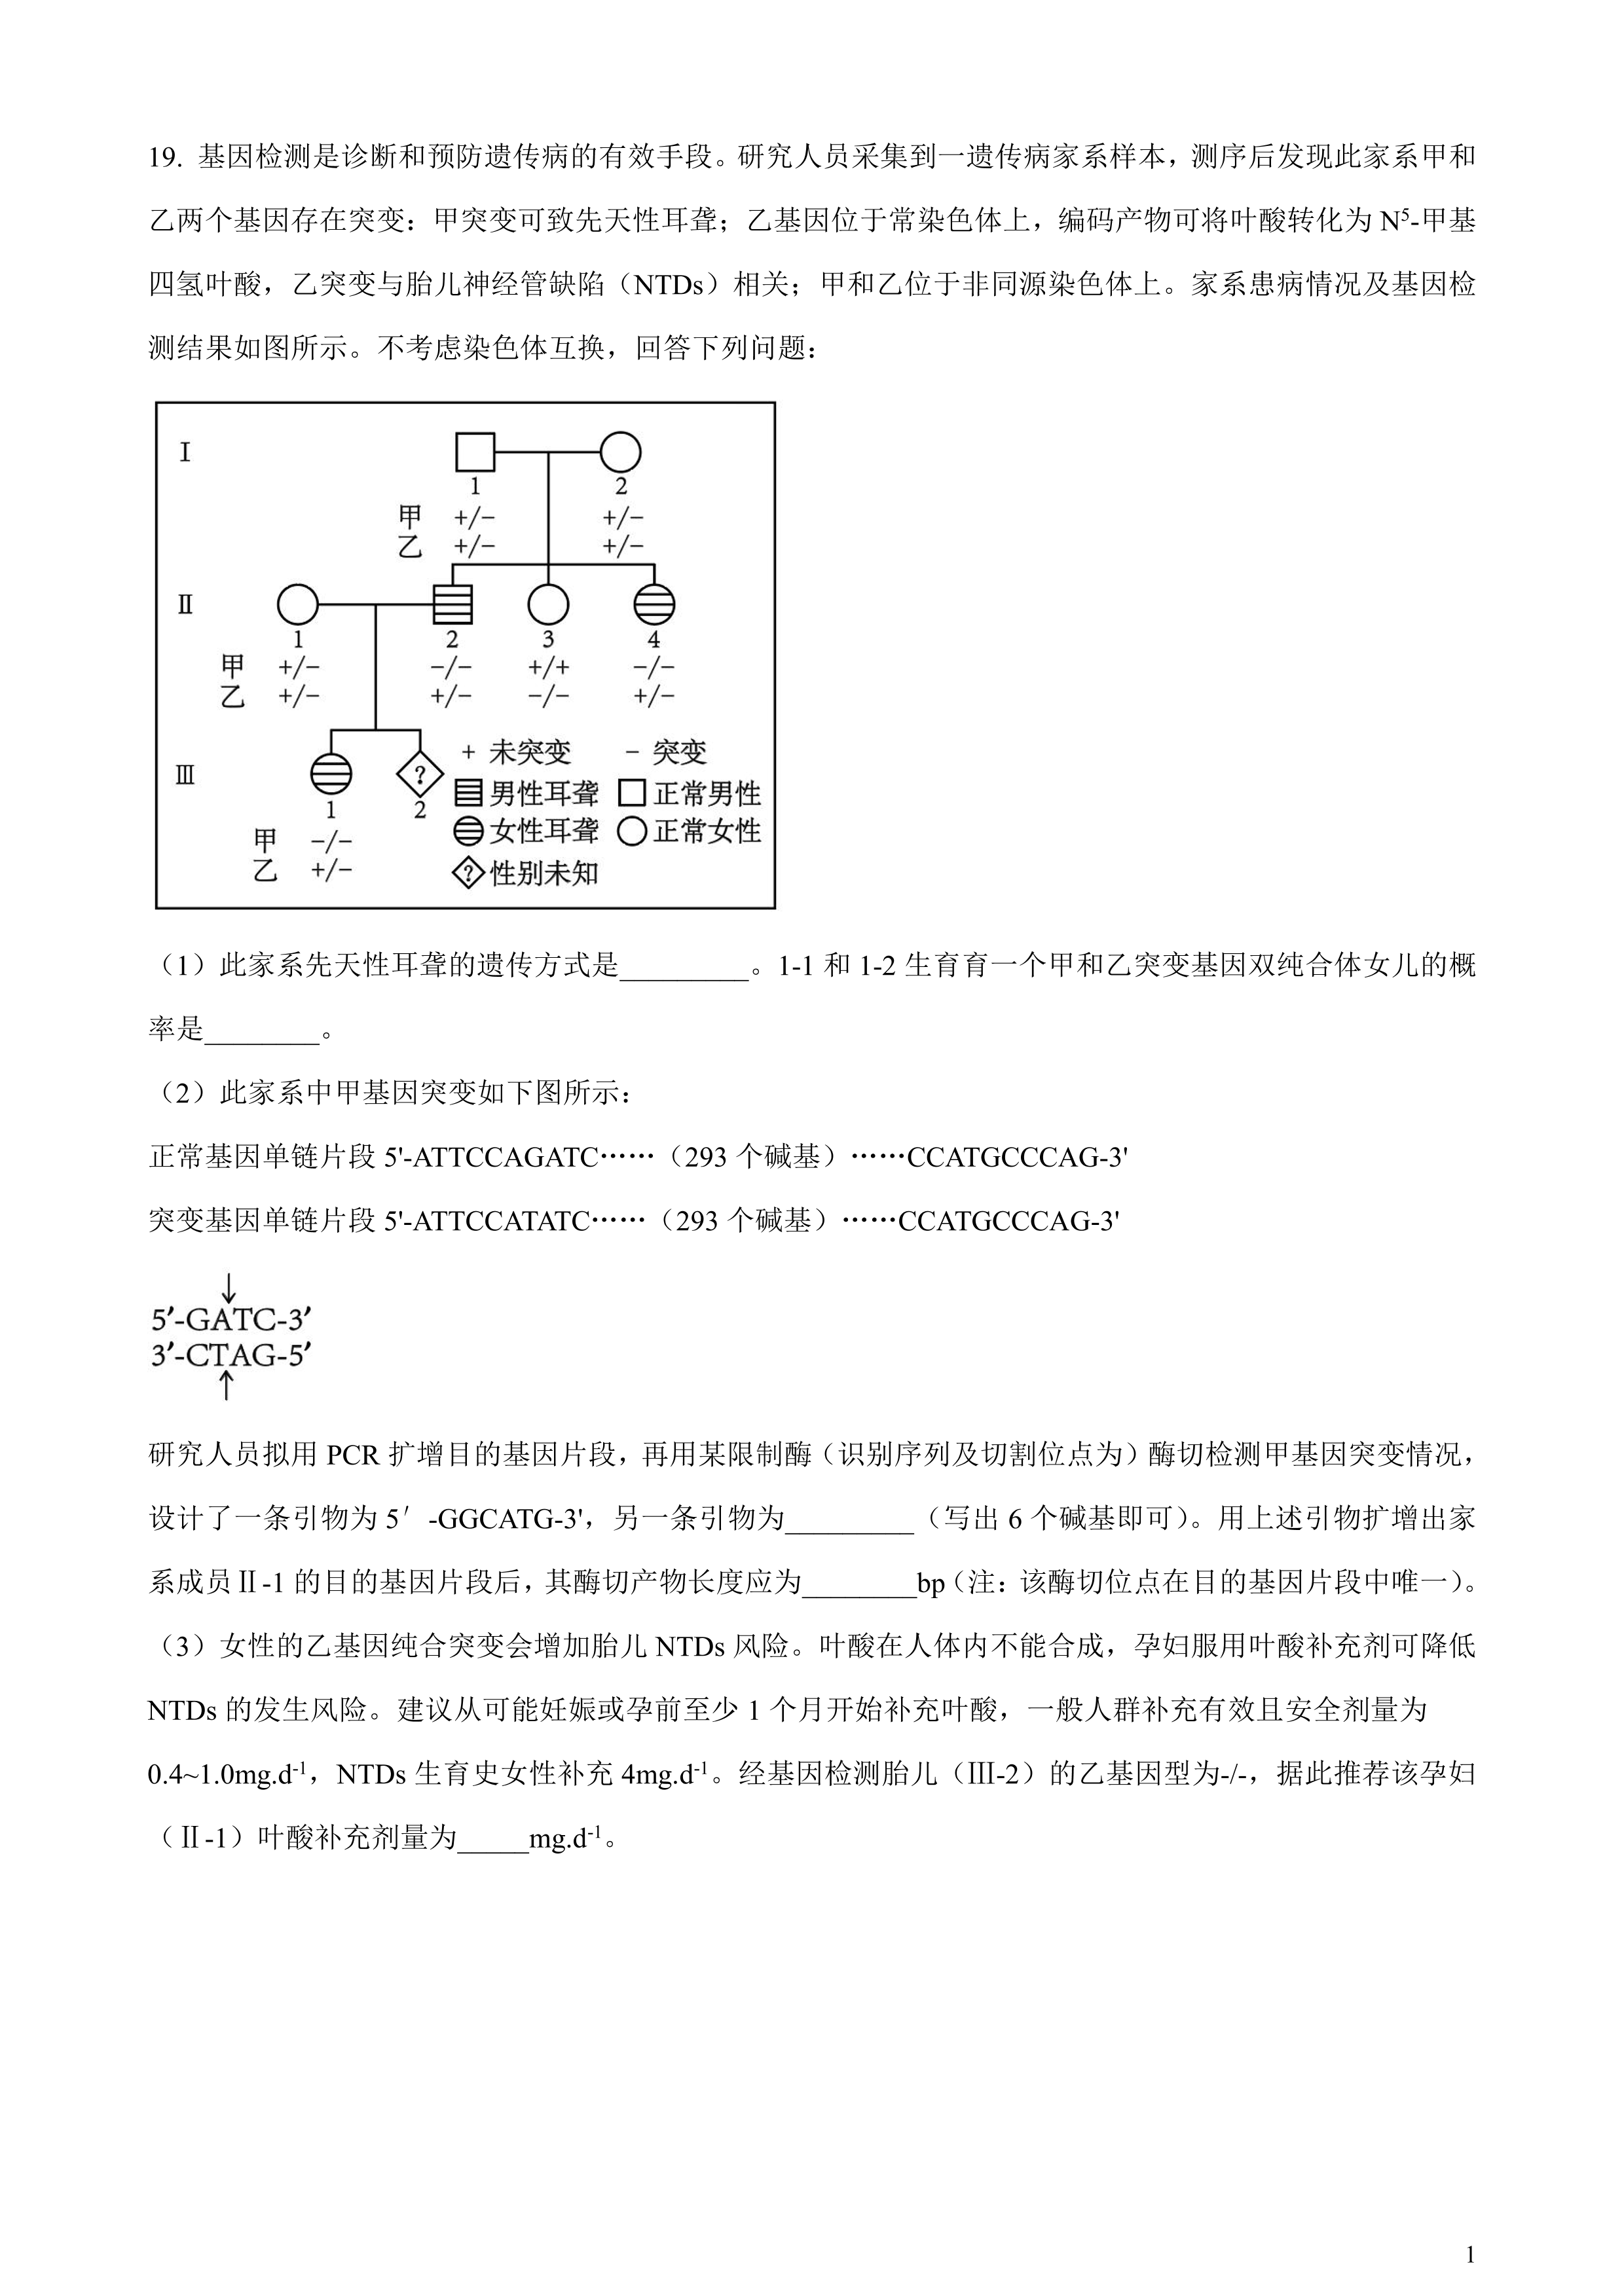 19. 基因检测是诊断和预防遗传病的有效手段。研究人员采集到一遗传病家系样本，测序后发现此家系甲和
乙两个基因存在突变：甲突变可致先天性耳聋；乙基因位于常染色体上，编码产物可将叶酸转化为 N⁵-甲基
四氢叶酸，乙突变与胎儿神经管缺陷（NTDs）相关；甲和乙位于非同源染色体上。家系患病情况及基因检
测结果如图所示。不考虑染色体互换，回答下列问题：
Ⅰ
1 2
甲 +/− +/−
乙 +/− +/−
Ⅱ
1 2 3 4
甲 +/− −/− +/+ −/−
乙 +/− +/− −/− +/−
Ⅲ ?
1 2
甲 −/−
乙 +/−
+ 未突变 − 突变
男性耳聋 正常男性
女性耳聋 正常女性
? 性别未知
（1）此家系先天性耳聋的遗传方式是_________。1-1 和 1-2 生育育一个甲和乙突变基因双纯合体女儿的概
率是________。
（2）此家系中甲基因突变如下图所示：
正常基因单链片段 5'-ATTCCAGATC……（293 个碱基）……CCATGCCCAG-3'
突变基因单链片段 5'-ATTCCATATC……（293 个碱基）……CCATGCCCAG-3'
↓
5′-GATC-3′
3′-CTAG-5′
↑
研究人员拟用 PCR 扩增目的基因片段，再用某限制酶（识别序列及切割位点为）酶切检测甲基因突变情况，
设计了一条引物为 5′-GGCATG-3'，另一条引物为_________（写出 6 个碱基即可）。用上述引物扩增出家
系成员Ⅱ-1 的目的基因片段后，其酶切产物长度应为________bp（注：该酶切位点在目的基因片段中唯一）。
（3）女性的乙基因纯合突变会增加胎儿 NTDs 风险。叶酸在人体内不能合成，孕妇服用叶酸补充剂可降低
NTDs 的发生风险。建议从可能妊娠或孕前至少 1 个月开始补充叶酸，一般人群补充有效且安全剂量为
0.4~1.0mg.d⁻¹，NTDs 生育史女性补充 4mg.d⁻¹。经基因检测胎儿（Ⅲ-2）的乙基因型为-/-，据此推荐该孕妇
（Ⅱ-1）叶酸补充剂量为_____mg.d⁻¹。
1